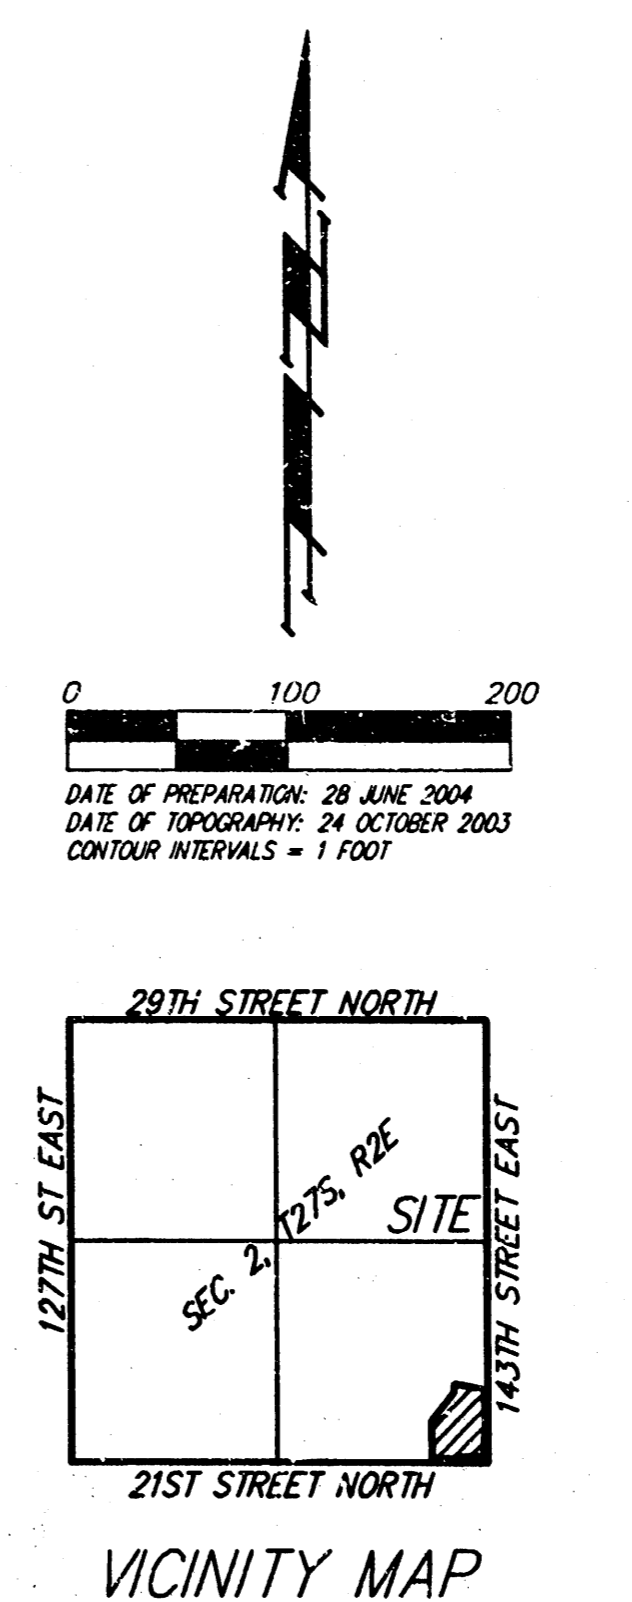 0 100 200
DATE OF PREPARATION: 28 JUNE 2004
DATE OF TOPOGRAPHY: 24 OCTOBER 2003
CONTOUR INTERVALS = 1 FOOT
29TH STREET NORTH
127TH ST EAST
SEC. 2, T27S, R2E
SITE
143TH STREET EAST
21ST STREET NORTH
VICINITY MAP